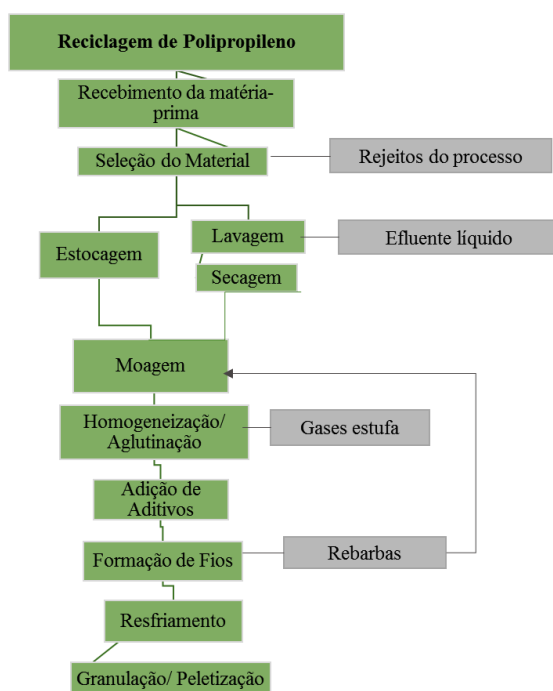 Reciclagem de Polipropileno
Recebimento da matéria-
prima
Seleção do Material
Rejeitos do processo
Lavagem
Efluente líquido
Estocagem
Secagem
Moagem
Homogeneização/
Aglutinação
Gases estufa
Adição de
Aditivos
Formação de Fios
Rebarbas
Resfriamento
Granulação/ Peletização